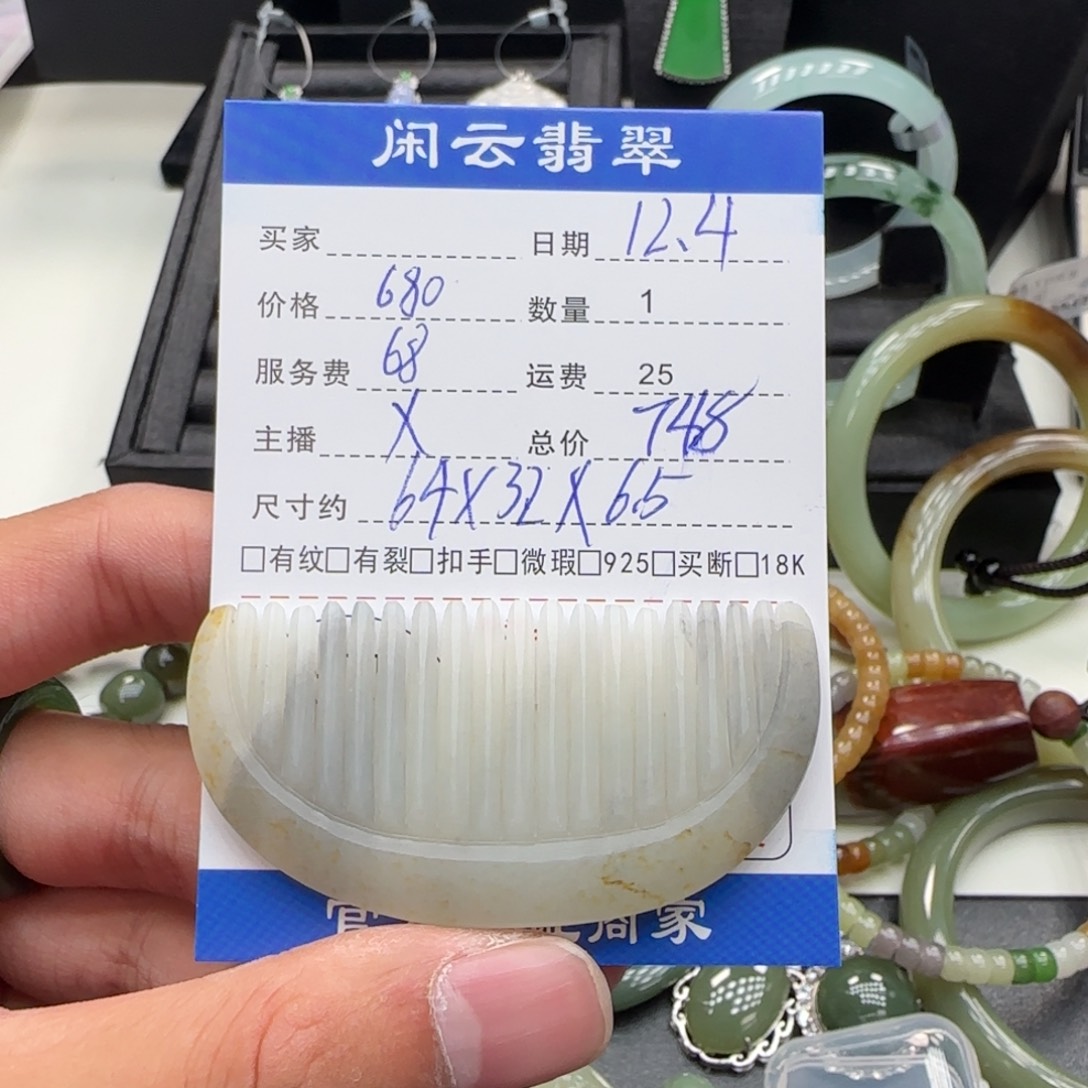 闲云翡翠
买家 日期 12.4
价格 680 数量 1
服务费 68 运费 25
主播 X 总价 748
尺寸约 64X32X6.5
□有纹□有裂□扣手□微瑕□925□买断□18K
商家